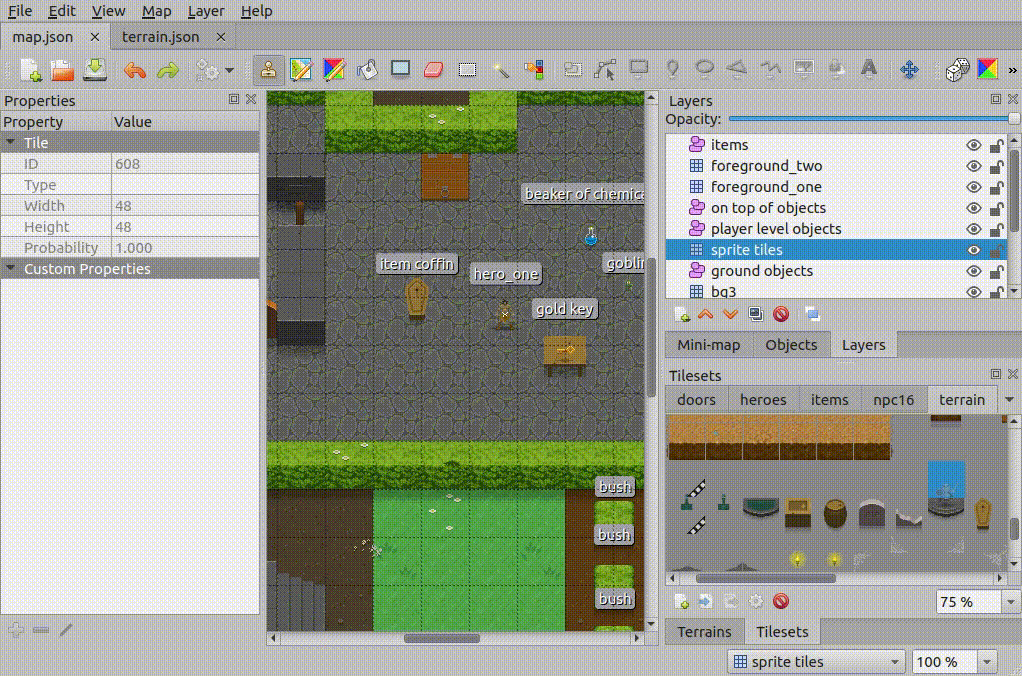 File Edit View Map Layer Help
map.json × terrain.json ×
»
Properties
Property Value
Tile
ID 608
Type
Width 48
Height 48
Probability 1.000
Custom Properties
beaker of chemica
item coffin
hero_one
goblin
gold key
bush
bush
bush
Layers
Opacity:
items
foreground_two
foreground_one
on top of objects
player level objects
sprite tiles
ground objects
bg3
Mini-map Objects Layers
Tilesets
doors heroes items npc16 terrain
75 %
Terrains Tilesets
sprite tiles 100 %